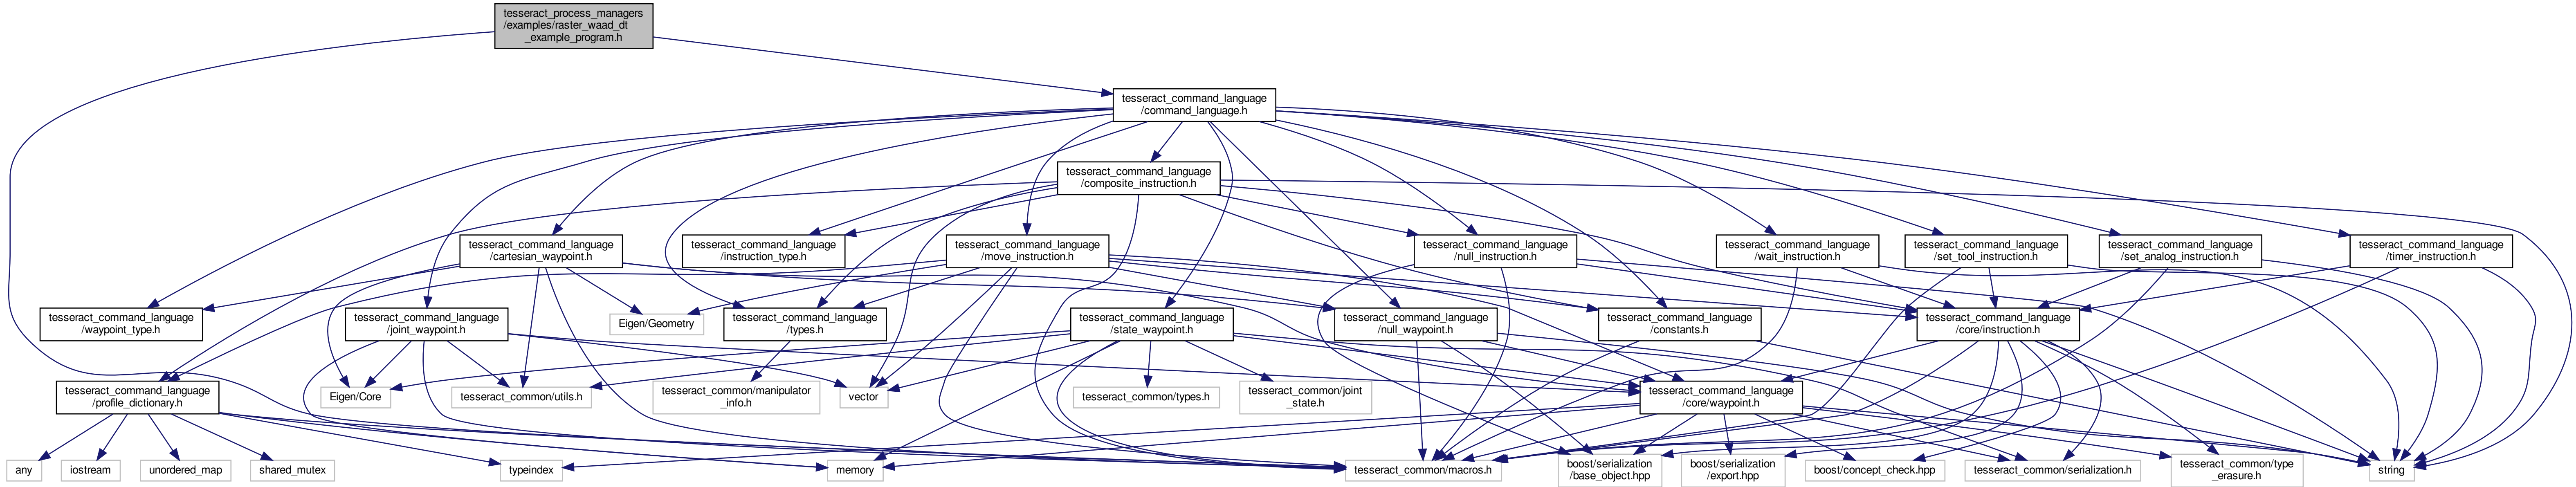 tesseract_process_managers
/examples/raster_waad_dt
_example_program.h
tesseract_command_language
/command_language.h
tesseract_command_language
/composite_instruction.h
tesseract_command_language
/cartesian_waypoint.h
tesseract_command_language
/instruction_type.h
tesseract_command_language
/move_instruction.h
tesseract_command_language
/null_instruction.h
tesseract_command_language
/wait_instruction.h
tesseract_command_language
/set_tool_instruction.h
tesseract_command_language
/set_analog_instruction.h
tesseract_command_language
/timer_instruction.h
tesseract_command_language
/waypoint_type.h
tesseract_command_language
/joint_waypoint.h
Eigen/Geometry
tesseract_command_language
/types.h
tesseract_command_language
/state_waypoint.h
tesseract_command_language
/null_waypoint.h
tesseract_command_language
/constants.h
tesseract_command_language
/core/instruction.h
tesseract_command_language
/profile_dictionary.h
Eigen/Core
tesseract_common/utils.h
tesseract_common/manipulator
_info.h
vector
tesseract_common/types.h
tesseract_common/joint
_state.h
tesseract_command_language
/core/waypoint.h
any
iostream
unordered_map
shared_mutex
typeindex
memory
tesseract_common/macros.h
boost/serialization
/base_object.hpp
boost/serialization
/export.hpp
boost/concept_check.hpp
tesseract_common/serialization.h
tesseract_common/type
_erasure.h
string